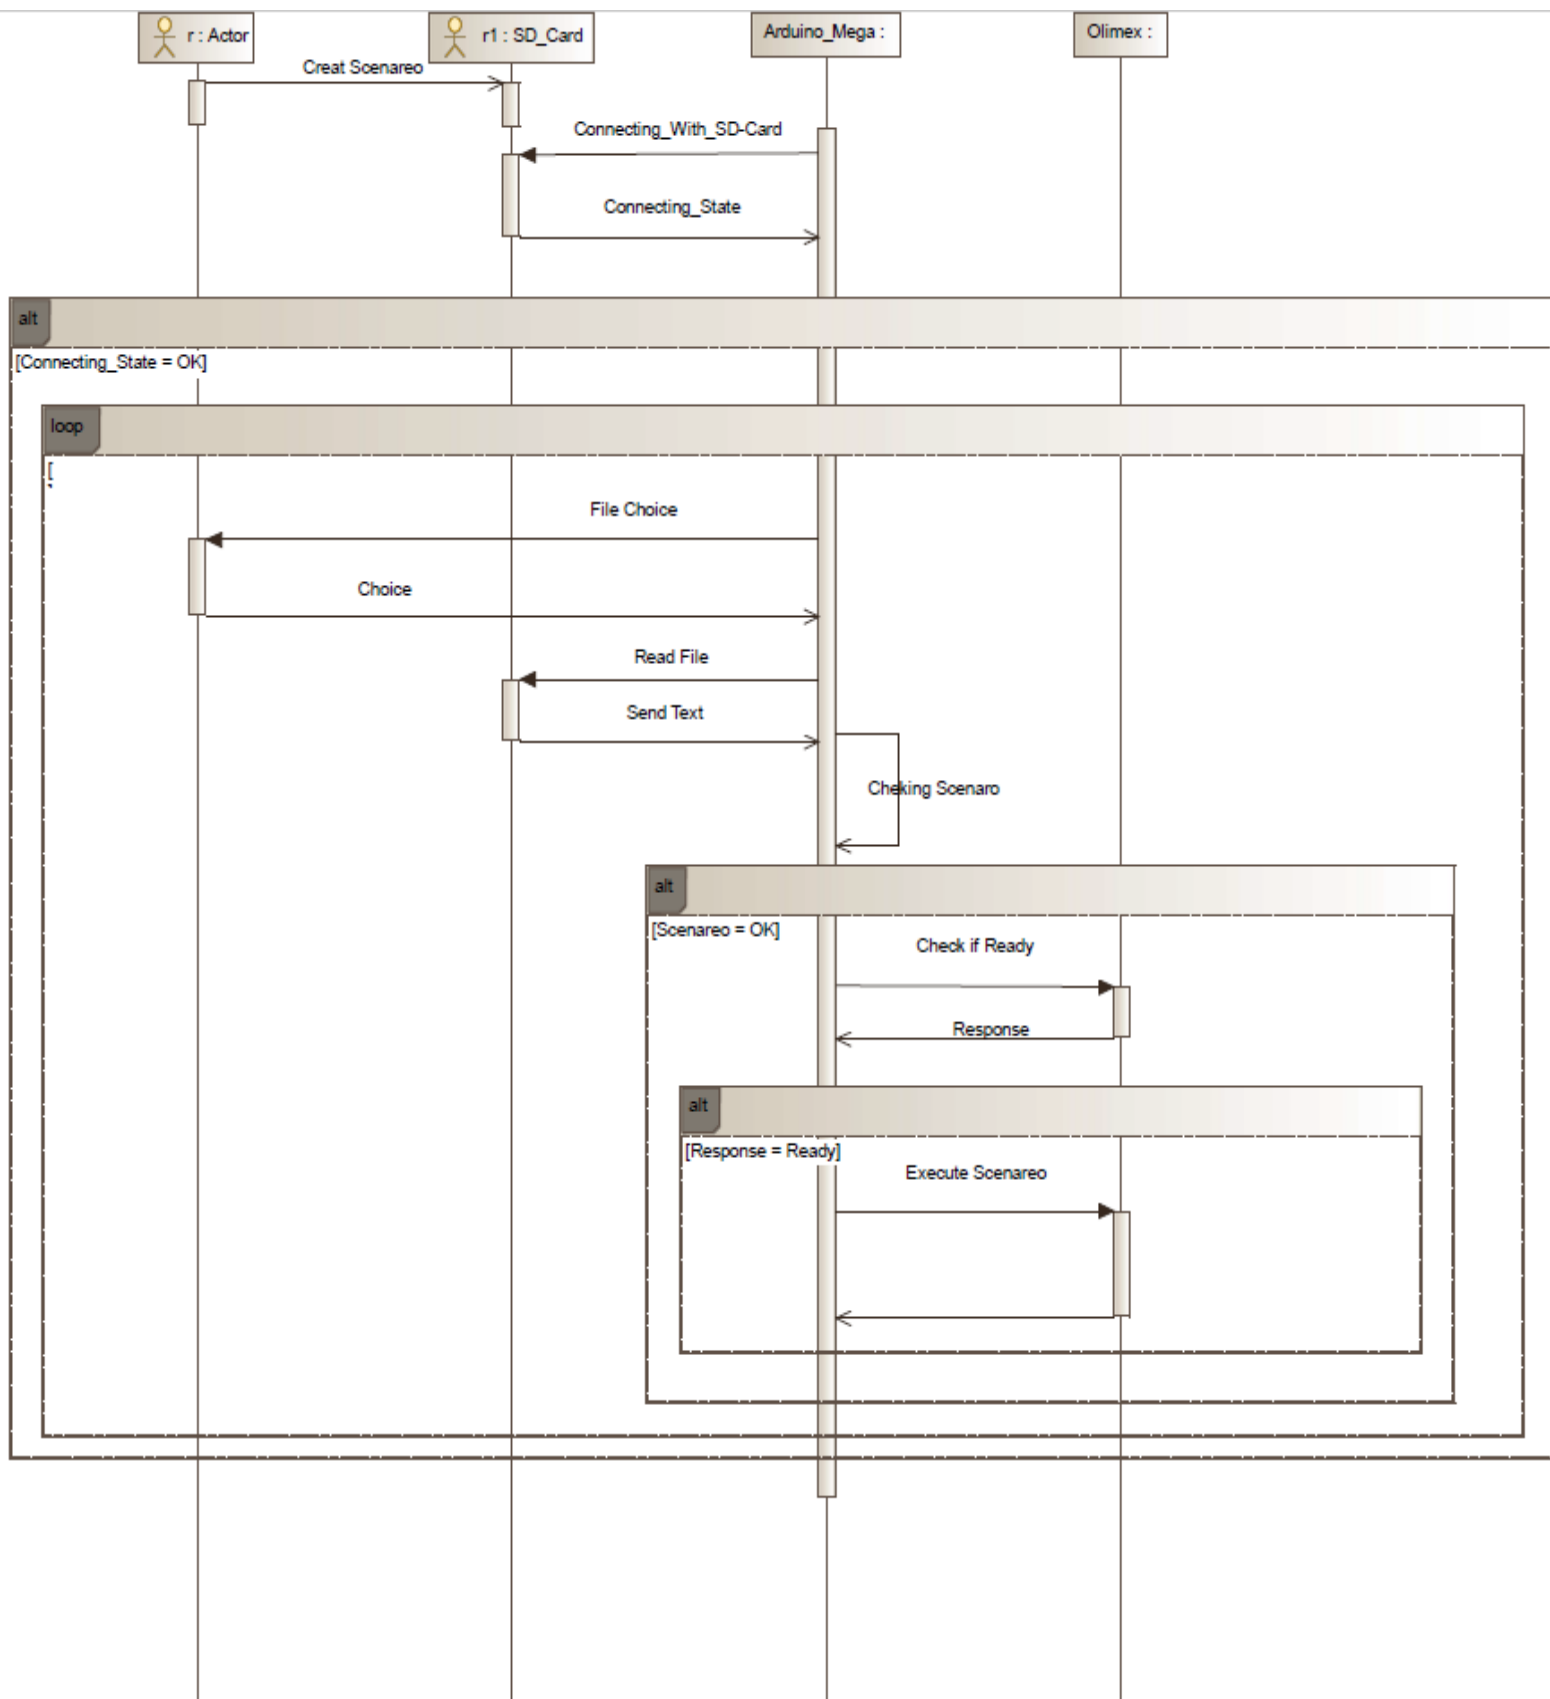 r : Actor
r1 : SD_Card
Arduino_Mega :
Olimex :
Creat Scenareo
Connecting_With_SD-Card
Connecting_State
alt
[Connecting_State = OK]
loop
[
File Choice
Choice
Read File
Send Text
Cheking Scenaro
alt
[Scenareo = OK]
Check if Ready
Response
alt
[Response = Ready]
Execute Scenareo